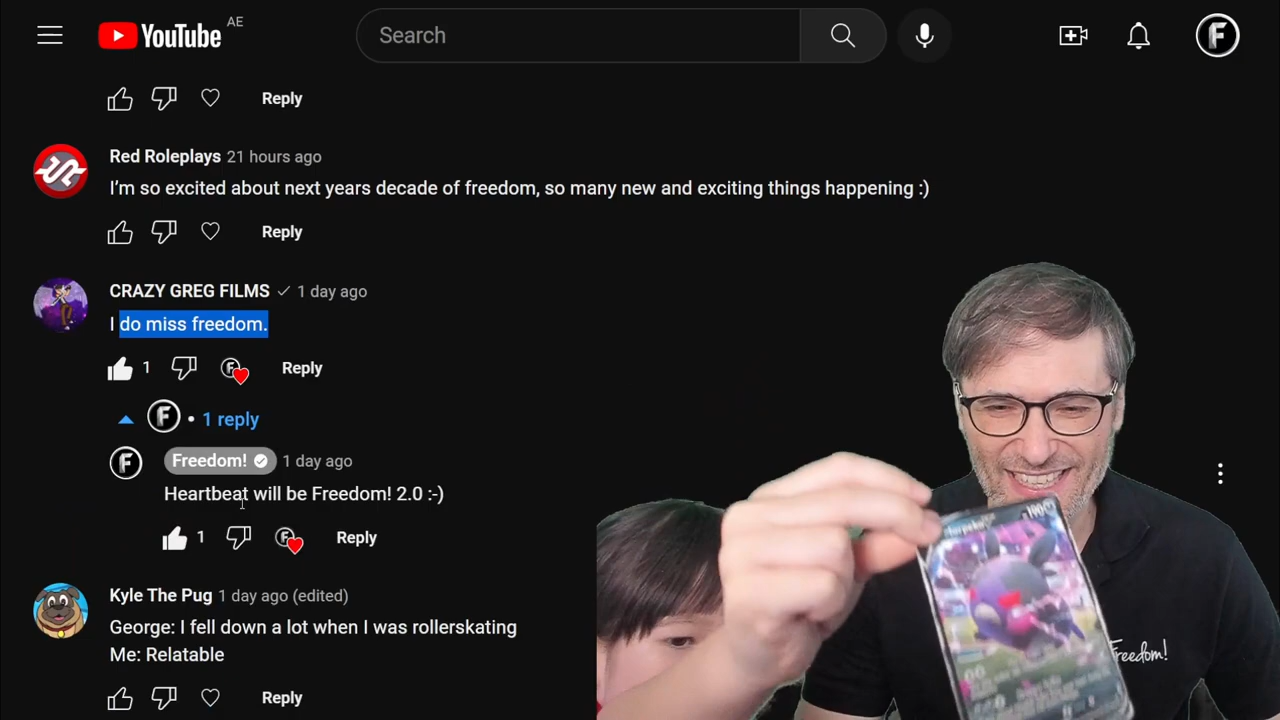 YouTube AE
Search
F
Reply
Red Roleplays 21 hours ago
I'm so excited about next years decade of freedom, so many new and exciting things happening :)
Reply
CRAZY GREG FILMS 1 day ago
I do miss freedom.
1
F
Reply
F
• 1 reply
F
Freedom! 1 day ago
Heartbeat will be Freedom! 2.0 :-)
1
F
Reply
Kyle The Pug 1 day ago (edited)
George: I fell down a lot when I was rollerskating
Me: Relatable
Reply
Freedom!